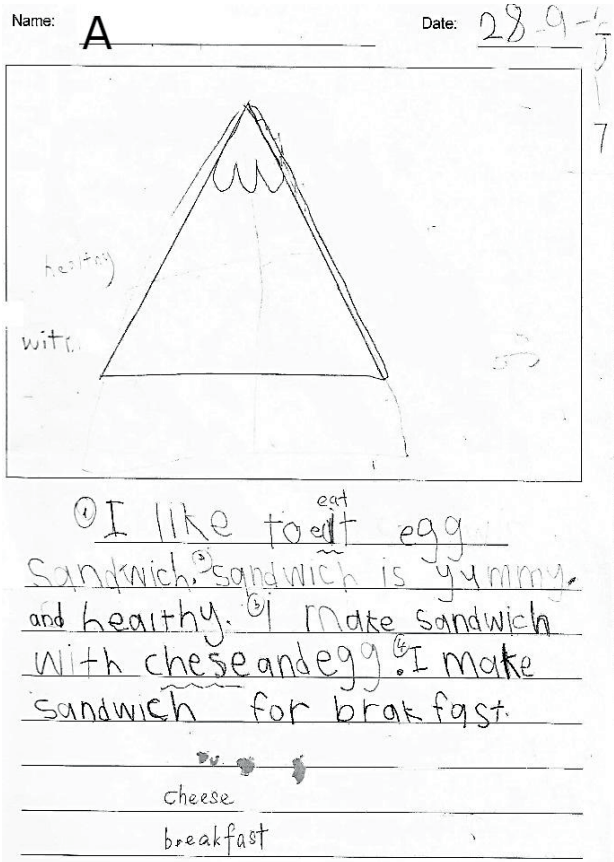 Name: A Date: 28-9-
7
healthy
eat
①I like to eat egg
sandwich.②sandwich is yummy.
and healthy.③I make sandwich
with cheseandegg.④I make
sandwich for brakfast.
cheese
breakfast